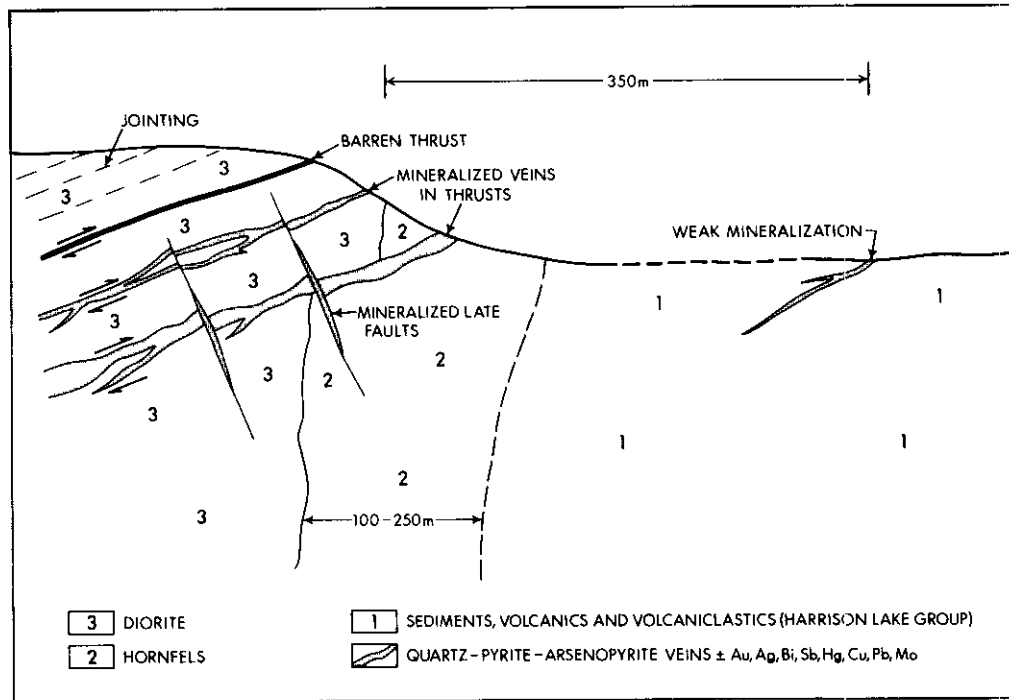 350m
JOINTING
BARREN THRUST
3
3
MINERALIZED VEINS
IN THRUSTS
3
3
2
WEAK MINERALIZATION
3
1
1
MINERALIZED LATE
FAULTS
3
2
3
2
3
1
1
2
3
100-250m
3 DIORITE
1 SEDIMENTS, VOLCANICS AND VOLCANICLASTICS (HARRISON LAKE GROUP)
2 HORNFELS
QUARTZ-PYRITE-ARSENOPYRITE VEINS ± Au, Ag, Bi, Sb, Hg, Cu, Pb, Mo